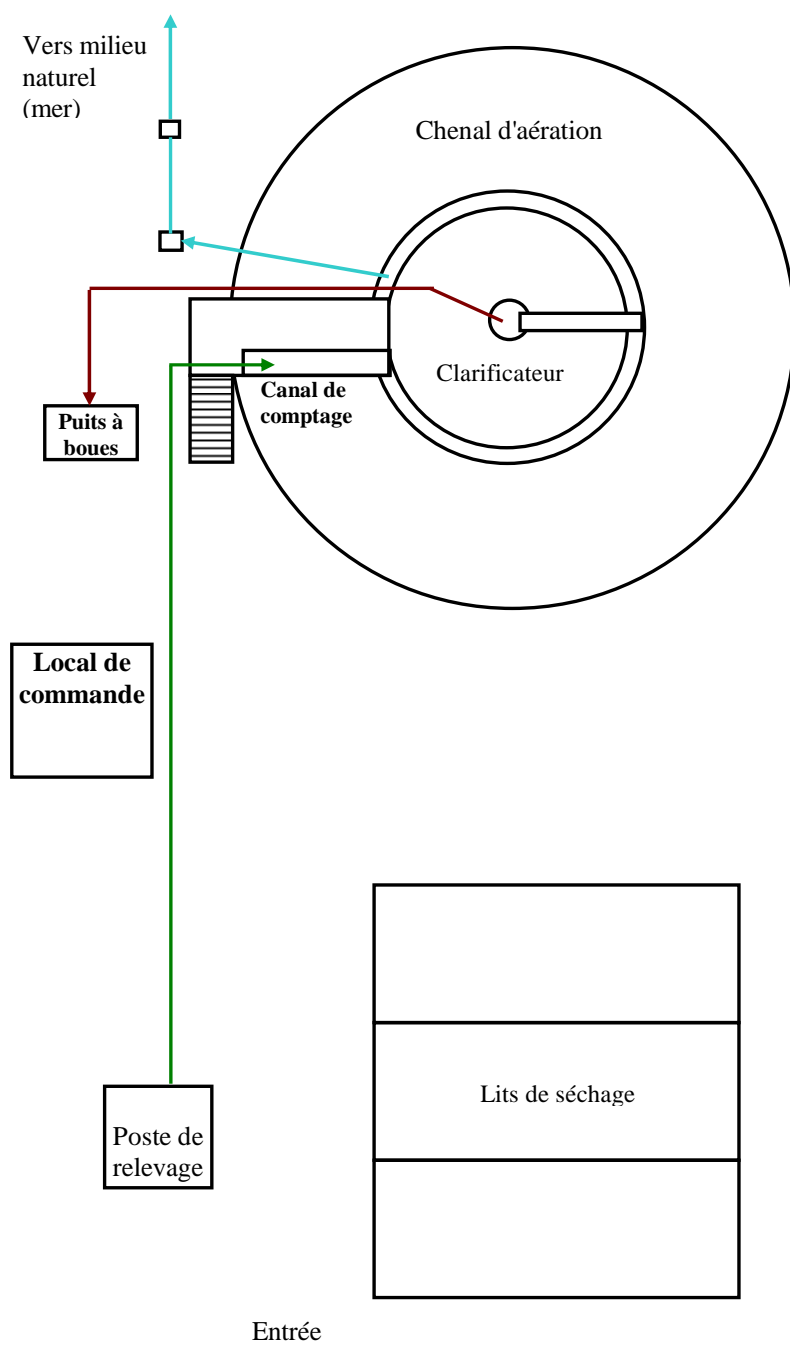 Vers milieu
naturel
(mer)
Chenal d'aération
Clarificateur
Canal de
comptage
Puits à
boues
Local de
commande
Lits de séchage
Poste de
relevage
Entrée